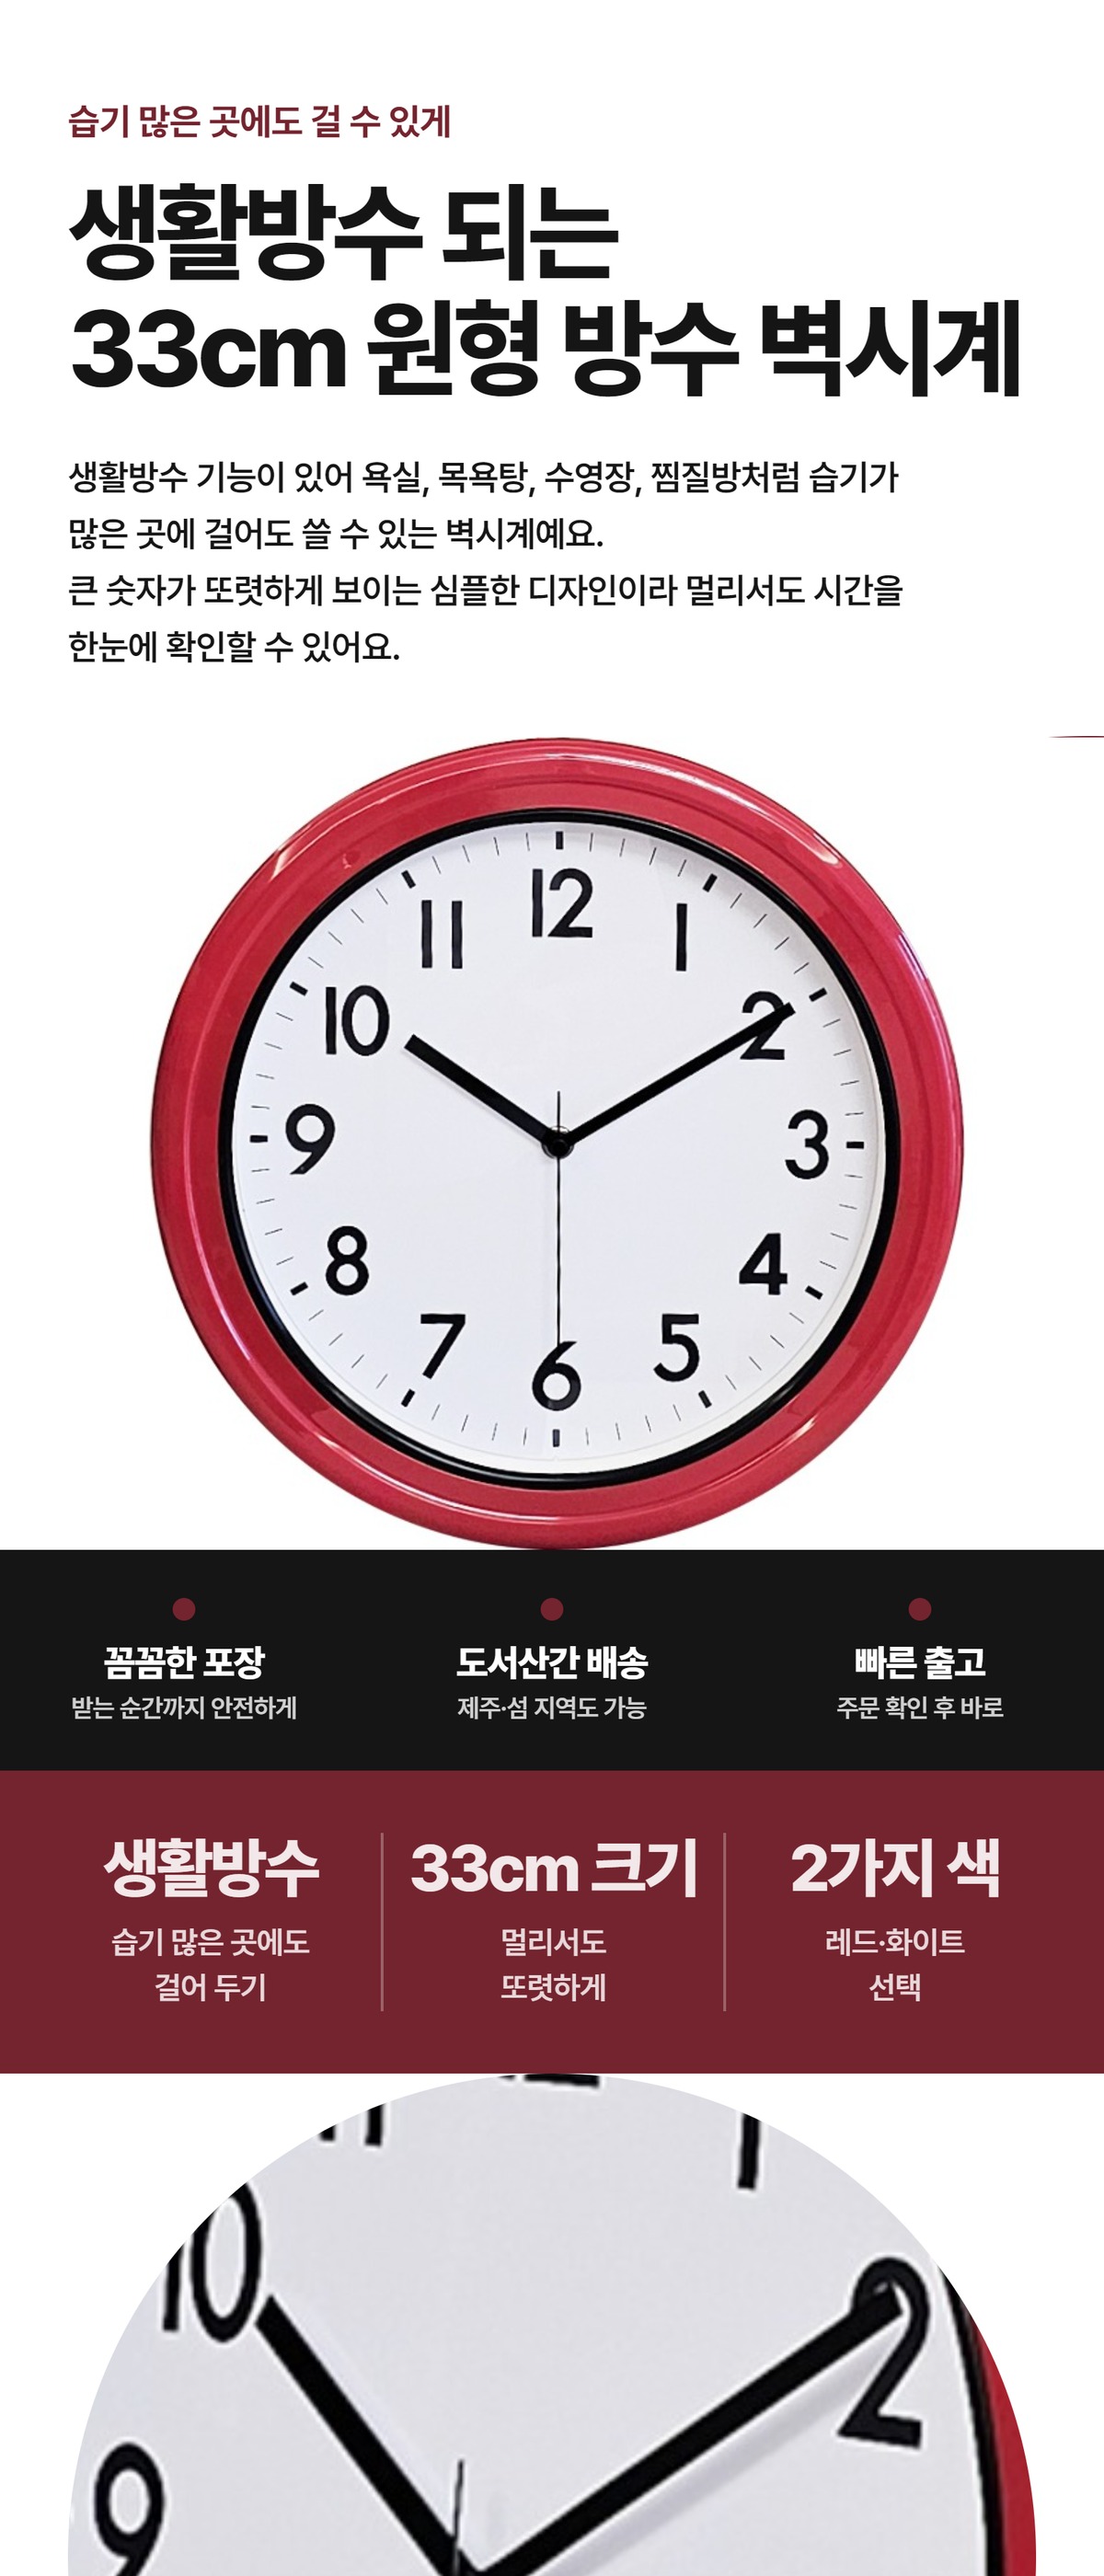 습기 많은 곳에도 걸 수 있게
생활방수 되는
33cm 원형 방수 벽시계
생활방수 기능이 있어 욕실, 목욕탕, 수영장, 찜질방처럼 습기가
많은 곳에 걸어도 쓸 수 있는 벽시계예요.
큰 숫자가 또렷하게 보이는 심플한 디자인이라 멀리서도 시간을
한눈에 확인할 수 있어요.
12
11 1
10 2
9 3
8 4
7 5
6
꼼꼼한 포장 도서산간 배송 빠른 출고
받는 순간까지 안전하게 제주·섬 지역도 가능 주문 확인 후 바로
생활방수 33cm 크기 2가지 색
습기 많은 곳에도 멀리서도 레드·화이트
걸어 두기 또렷하게 선택
10 2
9